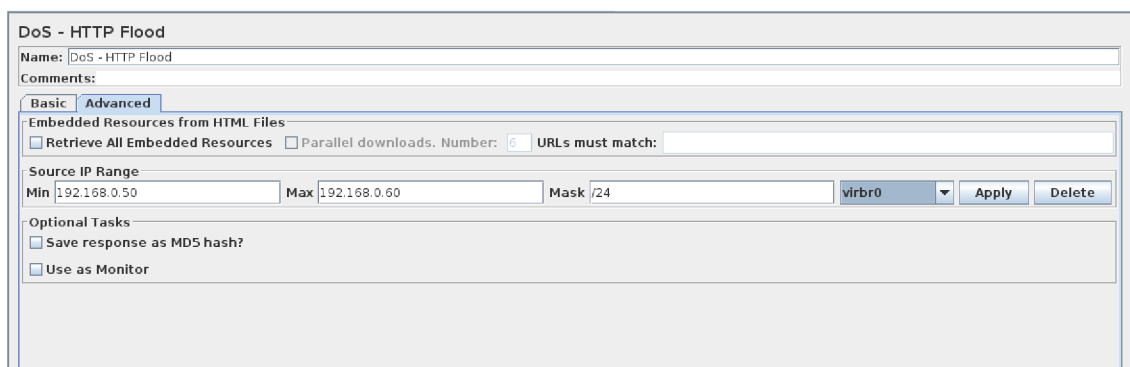 DoS - HTTP Flood
Name: DoS - HTTP Flood
Comments:
Basic Advanced
Embedded Resources from HTML Files
Retrieve All Embedded Resources Parallel downloads. Number: 6 URLs must match:
Source IP Range
Min 192.168.0.50 Max 192.168.0.60 Mask /24 virbr0 Apply Delete
Optional Tasks
Save response as MD5 hash?
Use as Monitor